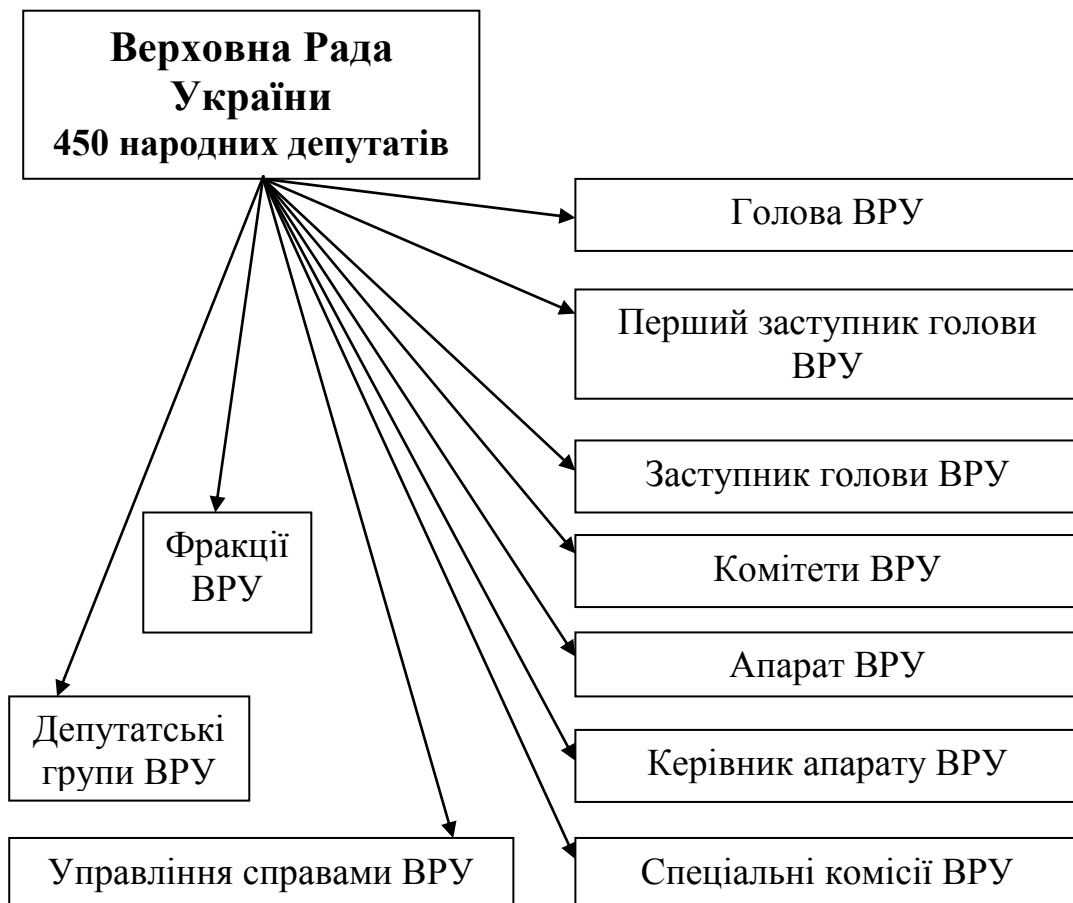 Верховна Рада
України
450 народних депутатів
Голова ВРУ
Перший заступник голови
ВРУ
Заступник голови ВРУ
Фракції
ВРУ
Комітети ВРУ
Апарат ВРУ
Депутатські
групи ВРУ
Керівник апарату ВРУ
Управління справами ВРУ
Спеціальні комісії ВРУ